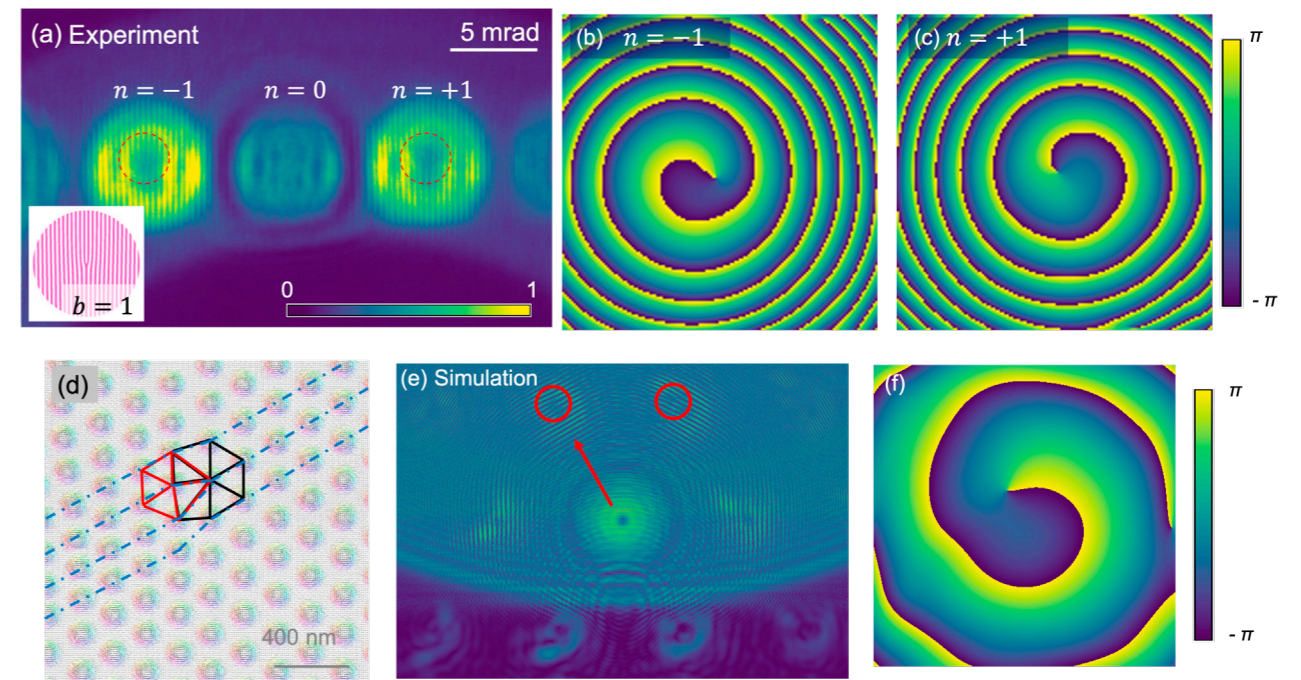 (a) Experiment
5 mrad
n = −1
n = 0
n = +1
b = 1
0
1
(b) n = −1
(c) n = +1
π
- π
(d)
400 nm
(e) Simulation
(f)
π
- π